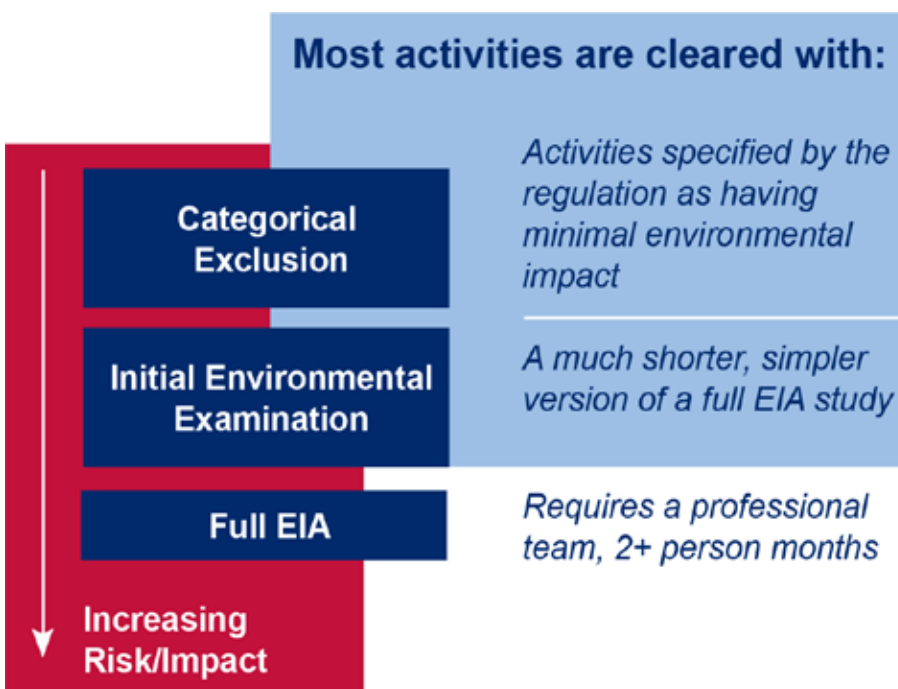 Most activities are cleared with:
Categorical
Exclusion
Activities specified by the
regulation as having
minimal environmental
impact
Initial Environmental
Examination
A much shorter, simpler
version of a full EIA study
Full EIA
Requires a professional
team, 2+ person months
Increasing
Risk/Impact